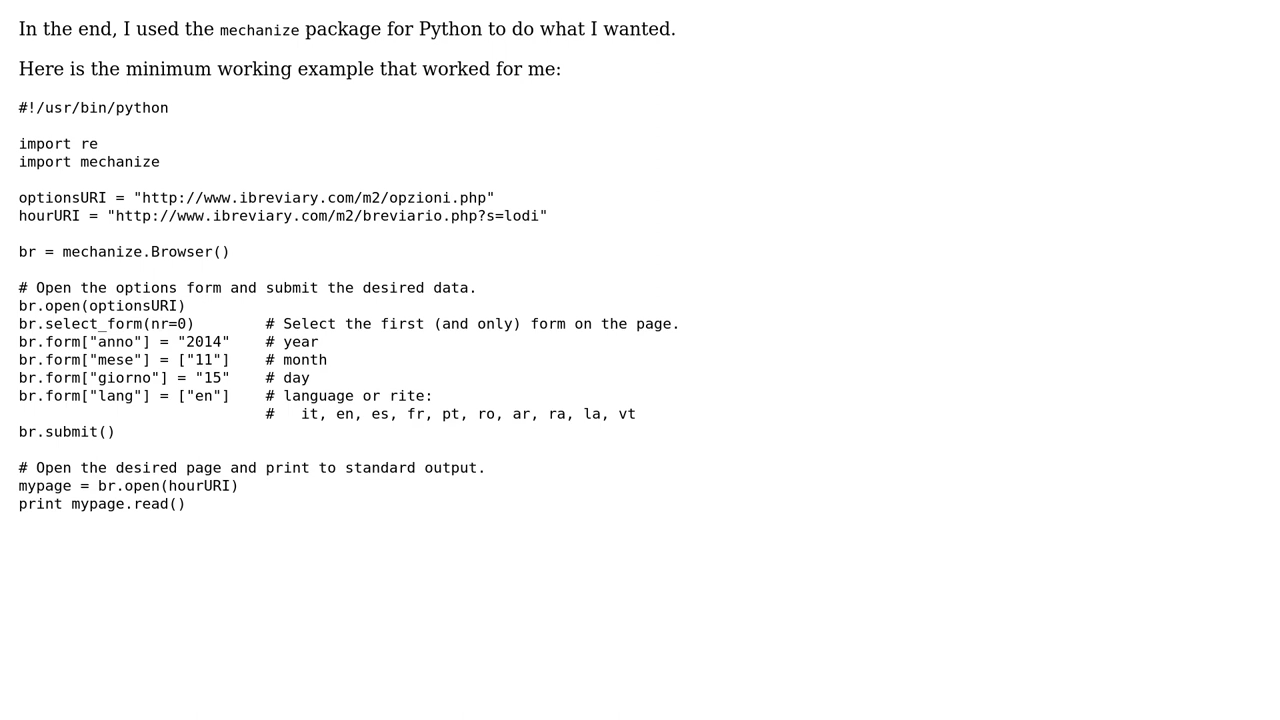 In the end, I used the mechanize package for Python to do what I wanted.
Here is the minimum working example that worked for me:
#!/usr/bin/python
import re
import mechanize
optionsURI = "http://www.ibreviary.com/m2/opzioni.php"
hourURI = "http://www.ibreviary.com/m2/breviario.php?s=lodi"
br = mechanize.Browser()
# Open the options form and submit the desired data.
br.open(optionsURI)
br.select_form(nr=0)        # Select the first (and only) form on the page.
br.form["anno"] = "2014"    # year
br.form["mese"] = ["11"]    # month
br.form["giorno"] = "15"    # day
br.form["lang"] = ["en"]    # language or rite:
                            #   it, en, es, fr, pt, ro, ar, ra, la, vt
br.submit()
# Open the desired page and print to standard output.
mypage = br.open(hourURI)
print mypage.read()